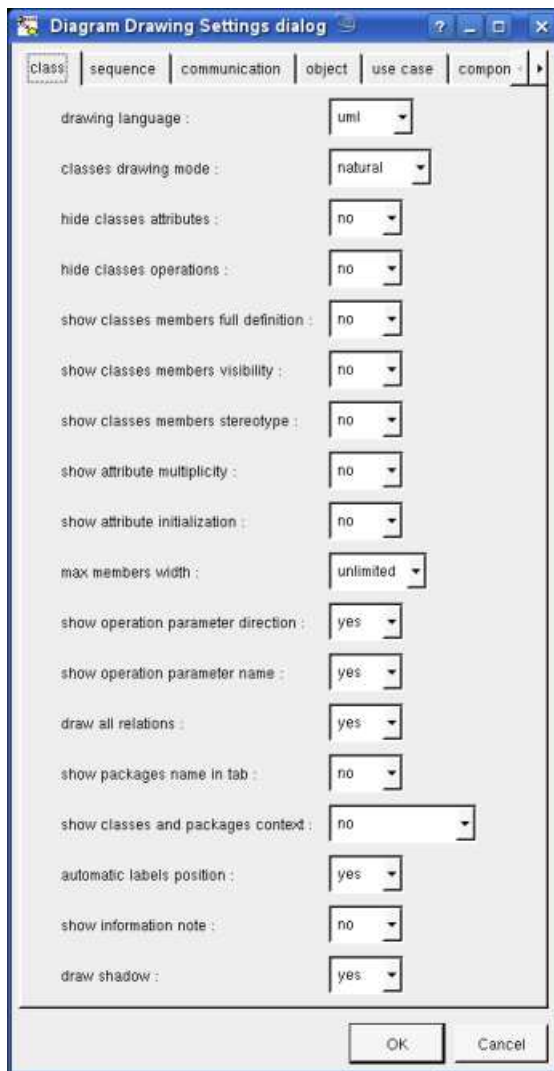 Diagram Drawing Settings dialog
class sequence communication object use case compon
drawing language : uml
classes drawing mode : natural
hide classes attributes : no
hide classes operations : no
show classes members full definition : no
show classes members visibility : no
show classes members stereotype : no
show attribute multiplicity : no
show attribute initialization : no
max members width : unlimited
show operation parameter direction : yes
show operation parameter name : yes
draw all relations : yes
show packages name in tab : no
show classes and packages context : no
automatic labels position : yes
show information note : no
draw shadow : yes
OK Cancel